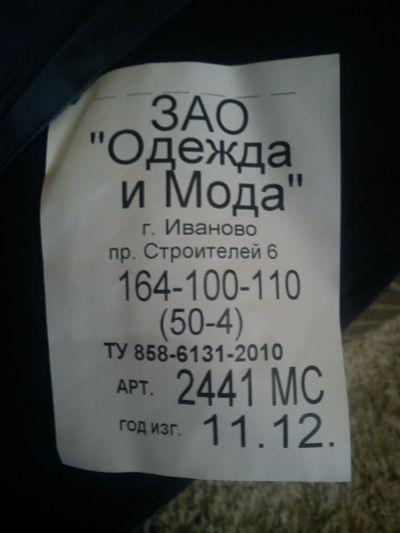 ЗАО
"Одежда
и Мода"
г. Иваново
пр. Строителей 6
164-100-110
(50-4)
ТУ 858-6131-2010
АРТ. 2441 МС
ГОД ИЗГ. 11.12.